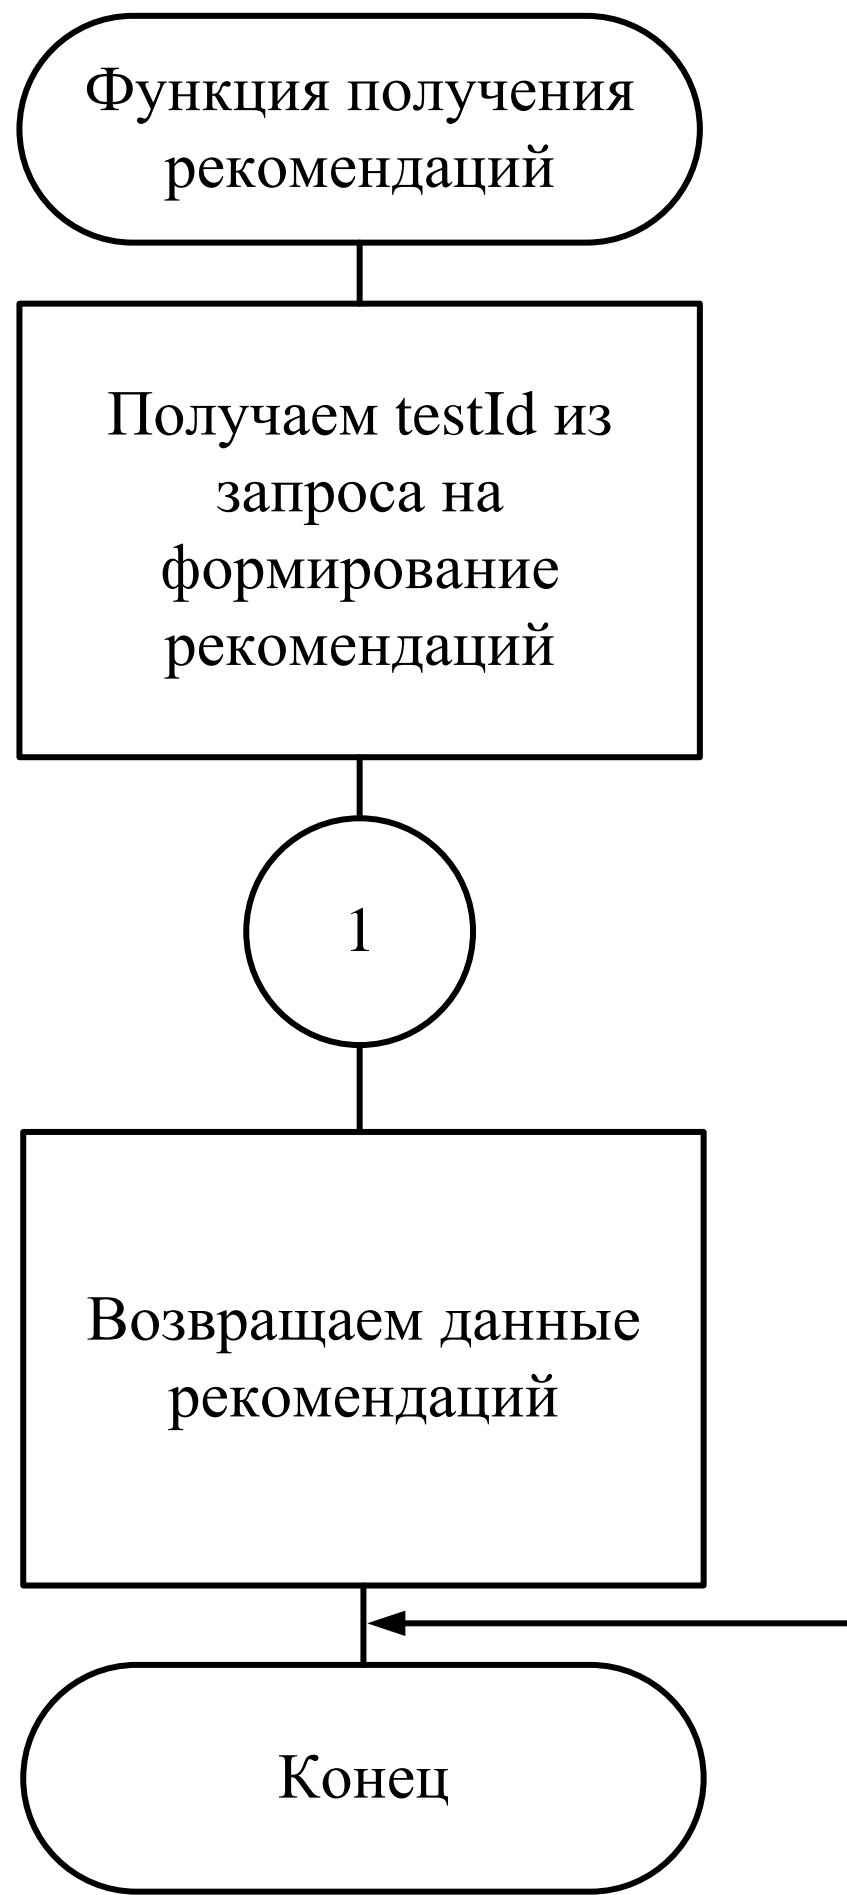 Функция получения
рекомендаций
Получаем testId из
запроса на
формирование
рекомендаций
1
Возвращаем данные
рекомендаций
Конец